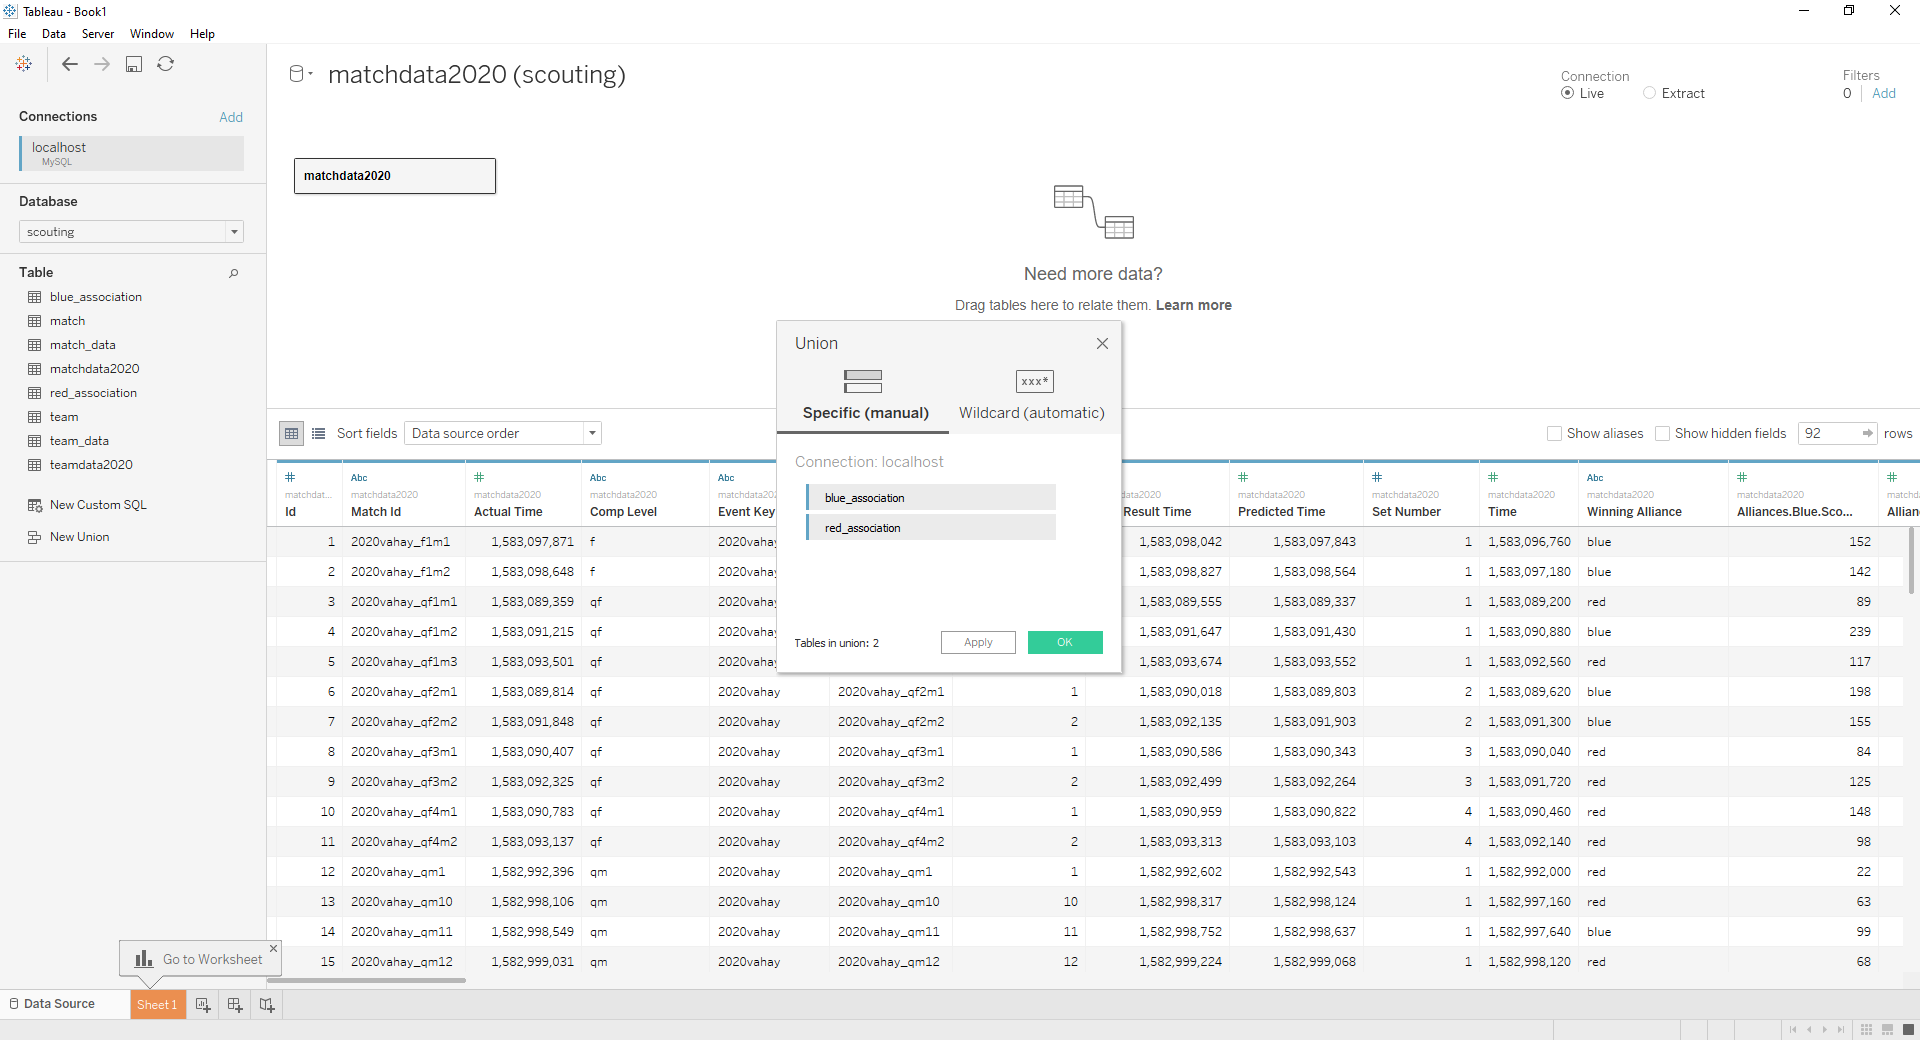 Tableau - Book1
File Data Server Window Help
Connections Add
localhost
MySQL
Database
scouting
Table
blue_association
match
match_data
matchdata2020
red_association
team
team_data
teamdata2020
New Custom SQL
New Union
matchdata2020 (scouting)
Connection
Live Extract
Filters
0 Add
matchdata2020
Need more data?
Drag tables here to relate them. Learn more
Union
xxx*
Specific (manual) Wildcard (automatic)
Connection: localhost
blue_association
red_association
Tables in union: 2 Apply OK
Sort fields Data source order Show aliases Show hidden fields 92 rows
# Abc # Abc Abc # # # Abc # #
matchdat... matchdata2020 matchdata2020 matchdata2020 matchdata202 data2020 matchdata2020 matchdata2020 matchdata2020 matchdata2020 matchdata2020 matchd
Id Match Id Actual Time Comp Level Event Key Result Time Predicted Time Set Number Time Winning Alliance Alliances.Blue.Sco... Allianc
1 2020vahay_f1m1 1,583,097,871 f 2020vahay 1,583,098,042 1,583,097,843 1 1,583,096,760 blue 152
2 2020vahay_f1m2 1,583,098,648 f 2020vahay 1,583,098,827 1,583,098,564 1 1,583,097,180 blue 142
3 2020vahay_qf1m1 1,583,089,359 qf 2020vahay 1,583,089,555 1,583,089,337 1 1,583,089,200 red 89
4 2020vahay_qf1m2 1,583,091,215 qf 2020vahay 1,583,091,647 1,583,091,430 1 1,583,090,880 blue 239
5 2020vahay_qf1m3 1,583,093,501 qf 2020vahay 1,583,093,674 1,583,093,552 1 1,583,092,560 red 117
6 2020vahay_qf2m1 1,583,089,814 qf 2020vahay 2020vahay_qf2m1 1 1,583,090,018 1,583,089,803 2 1,583,089,620 blue 198
7 2020vahay_qf2m2 1,583,091,848 qf 2020vahay 2020vahay_qf2m2 2 1,583,092,135 1,583,091,903 2 1,583,091,300 blue 155
8 2020vahay_qf3m1 1,583,090,407 qf 2020vahay 2020vahay_qf3m1 1 1,583,090,586 1,583,090,343 3 1,583,090,040 red 84
9 2020vahay_qf3m2 1,583,092,325 qf 2020vahay 2020vahay_qf3m2 2 1,583,092,499 1,583,092,264 3 1,583,091,720 red 125
10 2020vahay_qf4m1 1,583,090,783 qf 2020vahay 2020vahay_qf4m1 1 1,583,090,959 1,583,090,822 4 1,583,090,460 red 148
11 2020vahay_qf4m2 1,583,093,137 qf 2020vahay 2020vahay_qf4m2 2 1,583,093,313 1,583,093,103 4 1,583,092,140 red 98
12 2020vahay_qm1 1,582,992,396 qm 2020vahay 2020vahay_qm1 1 1,582,992,602 1,582,992,543 1 1,582,992,000 red 22
13 2020vahay_qm10 1,582,998,106 qm 2020vahay 2020vahay_qm10 10 1,582,998,317 1,582,998,124 1 1,582,997,160 red 63
14 2020vahay_qm11 1,582,998,549 qm 2020vahay 2020vahay_qm11 11 1,582,998,752 1,582,998,637 1 1,582,997,640 blue 99
15 2020vahay_qm12 1,582,999,031 qm 2020vahay 2020vahay_qm12 12 1,582,999,224 1,582,999,068 1 1,582,998,120 red 68
Go to Worksheet
Data Source Sheet 1